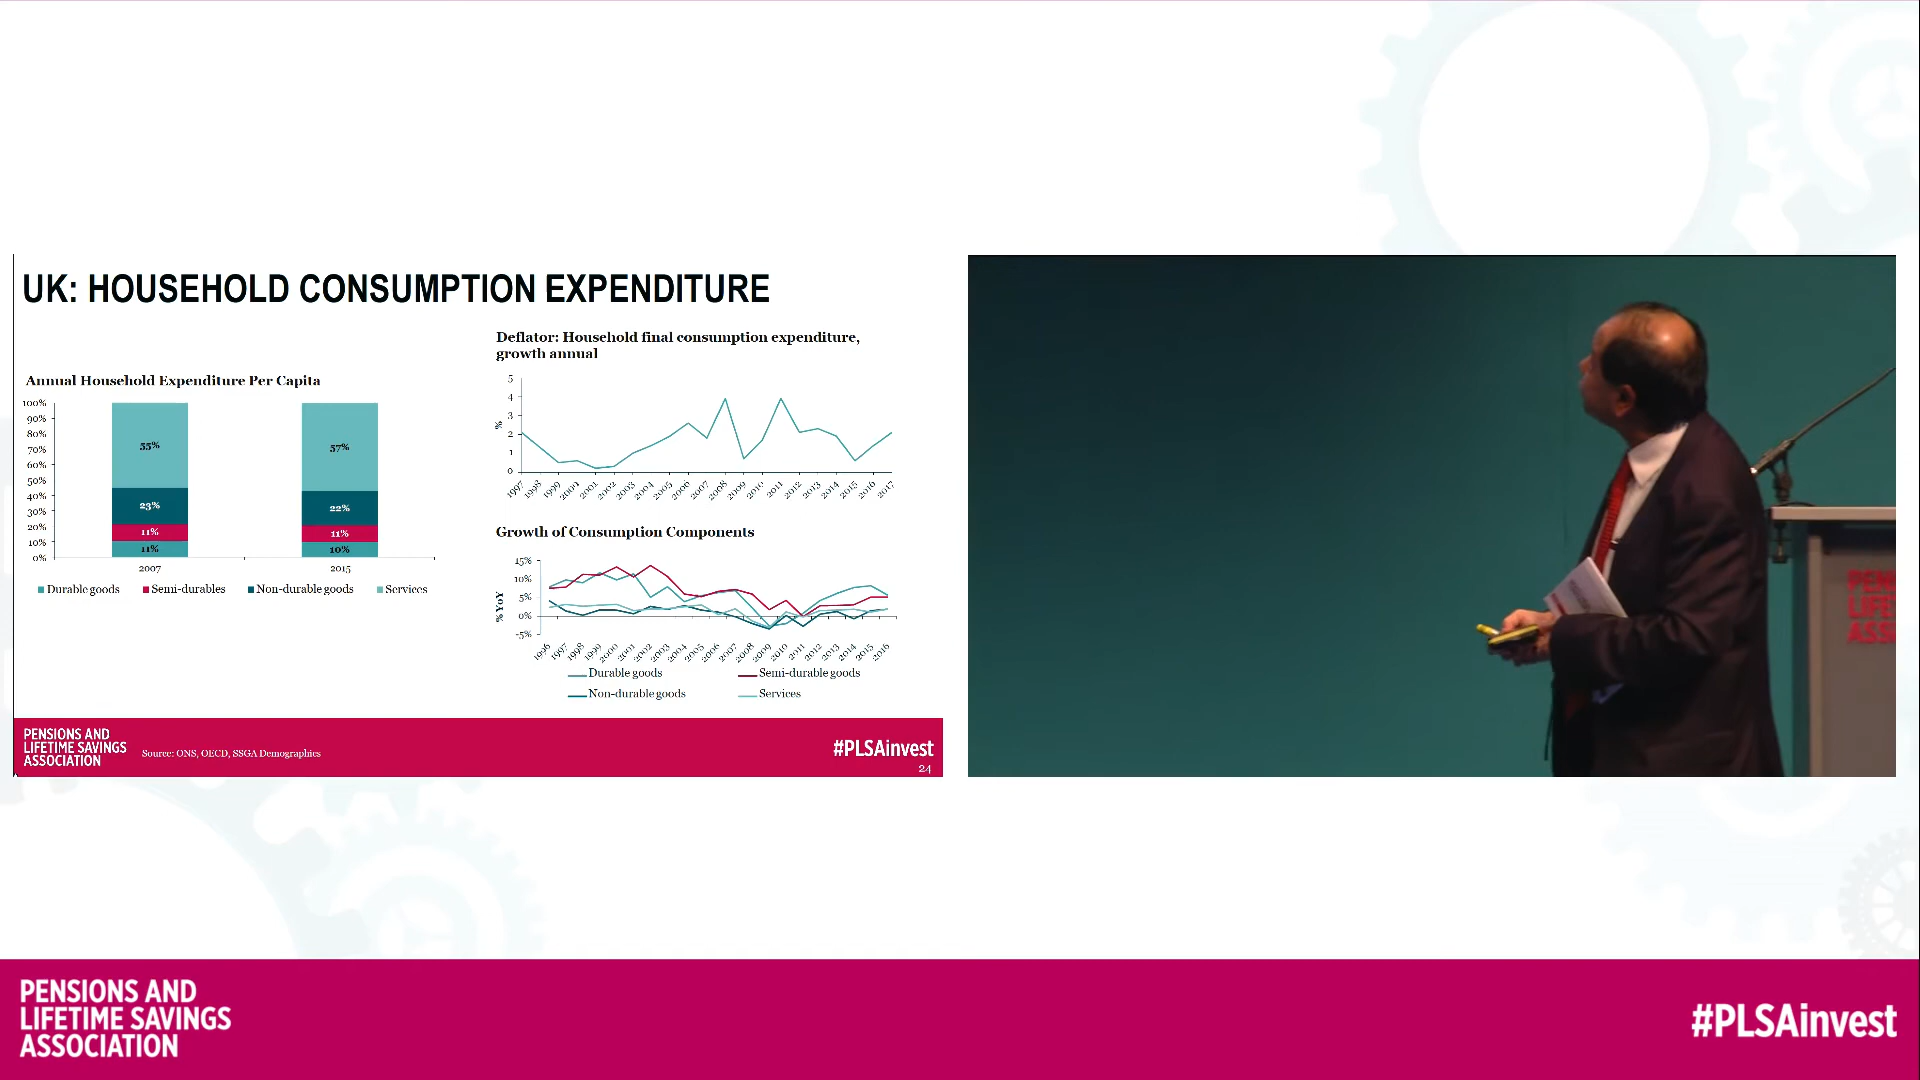 UK: HOUSEHOLD CONSUMPTION EXPENDITURE
Annual Household Expenditure Per Capita
100%
90%
80%
70%
60%
50%
40%
30%
20%
10%
0%
55%
23%
11%
11%
57%
22%
11%
10%
2007
2015
Durable goods
Semi-durables
Non-durable goods
Services
Deflator: Household final consumption expenditure,
growth annual
%
5
4
3
2
1
0
1997
1998
1999
2000
2001
2002
2003
2004
2005
2006
2007
2008
2009
2010
2011
2012
2013
2014
2015
2016
2017
Growth of Consumption Components
% YoY
15%
10%
5%
0%
-5%
1996
1997
1998
1999
2000
2001
2002
2003
2004
2005
2006
2007
2008
2009
2010
2011
2012
2013
2014
2015
2016
Durable goods
Semi-durable goods
Non-durable goods
Services
PENSIONS AND
LIFETIME SAVINGS
ASSOCIATION
Source: ONS, OECD, SSGA Demographics
#PLSAinvest
24
PENS
LIFE
ASS
PENSIONS AND
LIFETIME SAVINGS
ASSOCIATION
#PLSAinvest